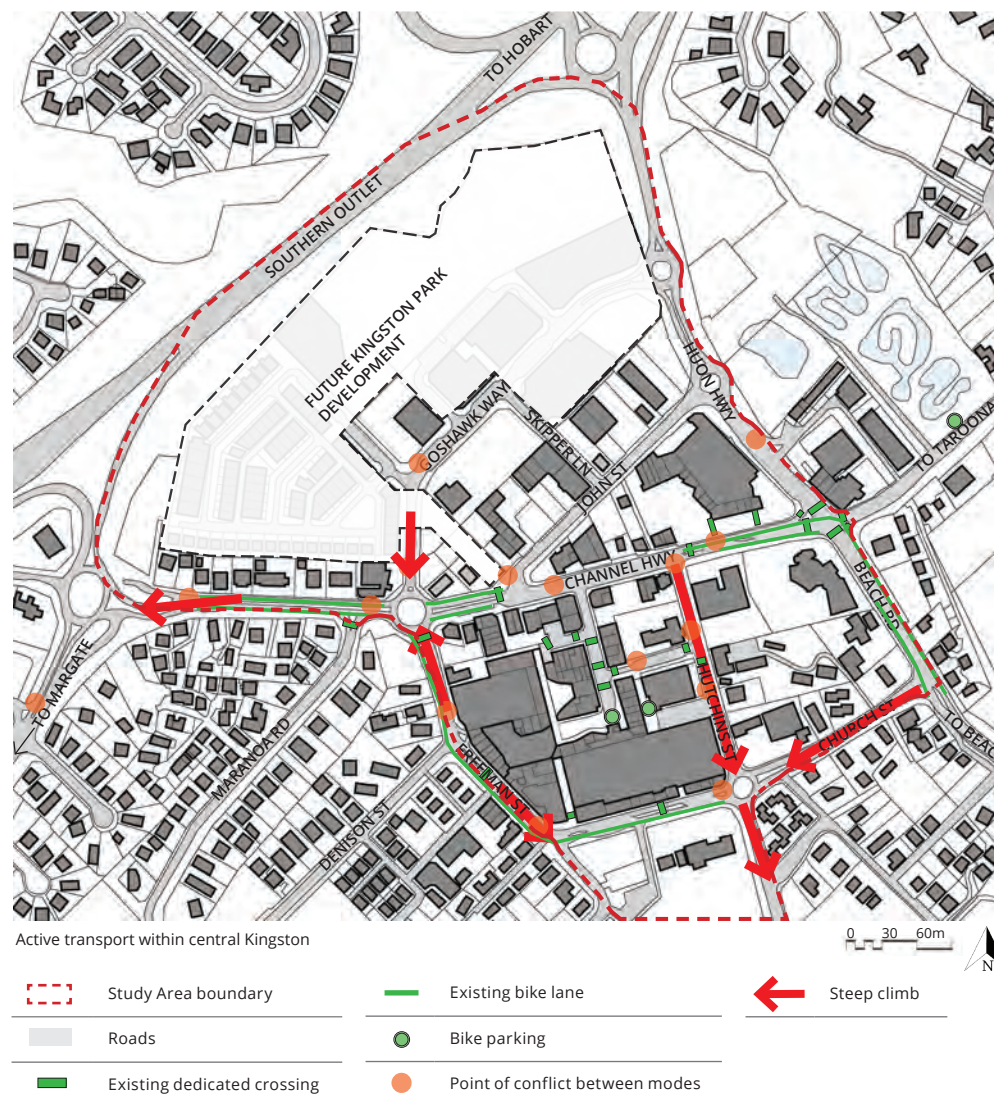 TO HOBART
SOUTHERN OUTLET
FUTURE KINGSTON PARK
DEVELOPMENT
HUON HWY
GOSHAWK WAY
SKIPPER LN
JOHN ST
TO TAROONA
CHANNEL HWY
BEACH RD
TO MARGATE
MARANOA RD
HUTCHINS ST
CHURCH ST
FREEMAN ST
DENISON ST
TO
Active transport within central Kingston
0 30 60m
N
Study Area boundary
Existing bike lane
Steep climb
Roads
Bike parking
Existing dedicated crossing
Point of conflict between modes